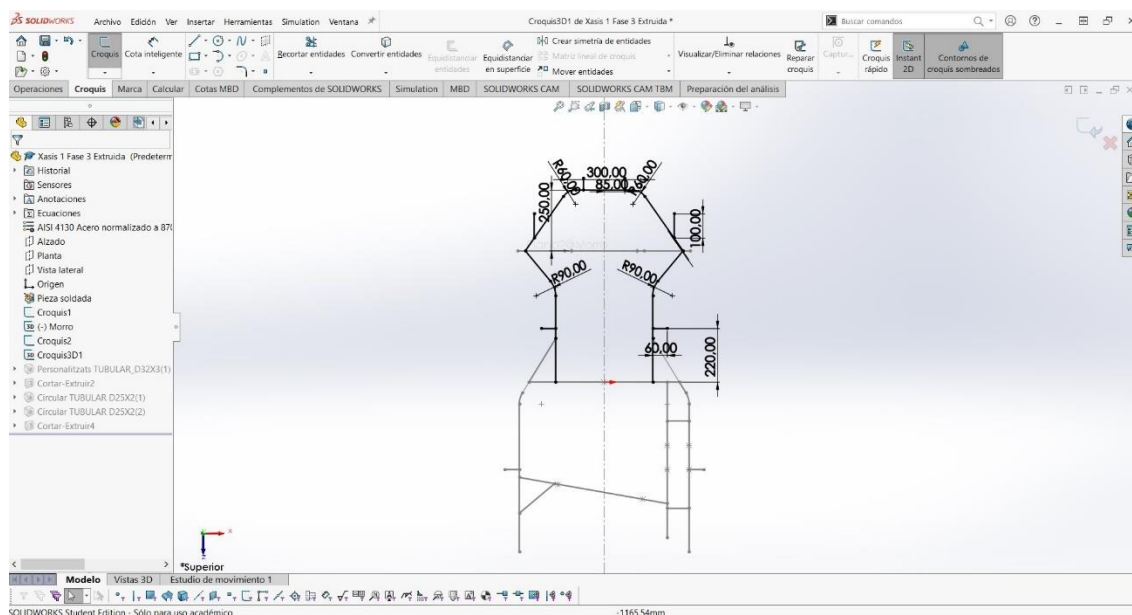 SOLIDWORKS Archivo Edición Ver Insertar Herramientas Simulation Ventana Croquis3D1 de Xasis 1 Fase 3 Extruida * Buscar comandos
Croquis Cota inteligente Recortar entidades Convertir entidades Equidistanciar entidades Equidistanciar en superficie Crear simetría de entidades Matriz lineal de croquis Mover entidades Visualizar/Eliminar relaciones Reparar croquis Captur... Croquis rápido Instant 2D Contornos de croquis sombreados
Operaciones Croquis Marca Calcular Cotas MBD Complementos de SOLIDWORKS Simulation MBD SOLIDWORKS CAM SOLIDWORKS CAM TBM Preparación del análisis
Xasis 1 Fase 3 Extruida (Predeterm
Historial
Sensores
Anotaciones
Ecuaciones
AISI 4130 Acero normalizado a 870
Alzado
Planta
Vista lateral
Origen
Pieza soldada
Croquis1
(-) Morro
Croquis2
Croquis3D1
Personalitzats TUBULAR_D32X3(1)
Cortar-Extruir2
Circular TUBULAR D25X2(1)
Circular TUBULAR D25X2(2)
Cortar-Extruir4
R60,00
300,00
R60,00
85,00
250,00
100,00
R90,00
R90,00
60,00
220,00
x
z
*Superior
Modelo Vistas 3D Estudio de movimiento 1
SOLIDWORKS Student Edition - Sólo para uso académico -1165.54mm